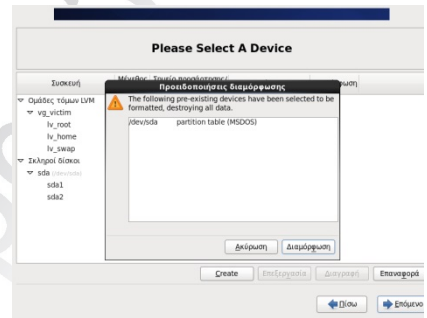 Please Select A Device
Συσκευή
Προειδοποιήσεις διαμόρφωσης
The following pre-existing devices have been selected to be
formatted, destroying all data.
/dev/sda partition table (MSDOS)
Ομάδες τόμων LVM
vg_victim
lv_root
lv_home
lv_swap
Σκληροί δίσκοι
sda (/dev/sda)
sda1
sda2
Ακύρωση Διαμόρφωση
Create Επεξεργασία Διαγραφή Επαναφορά
Πίσω Επόμενο